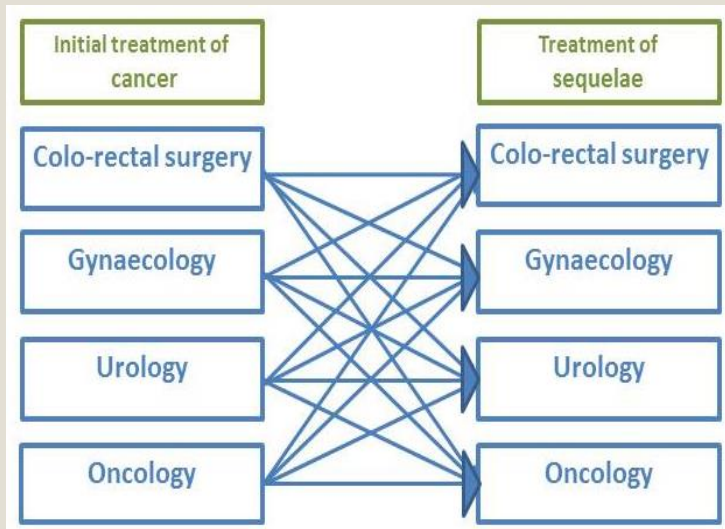 Initial treatment of
cancer
Treatment of
sequelae
Colo-rectal surgery
Colo-rectal surgery
Gynaecology
Gynaecology
Urology
Urology
Oncology
Oncology